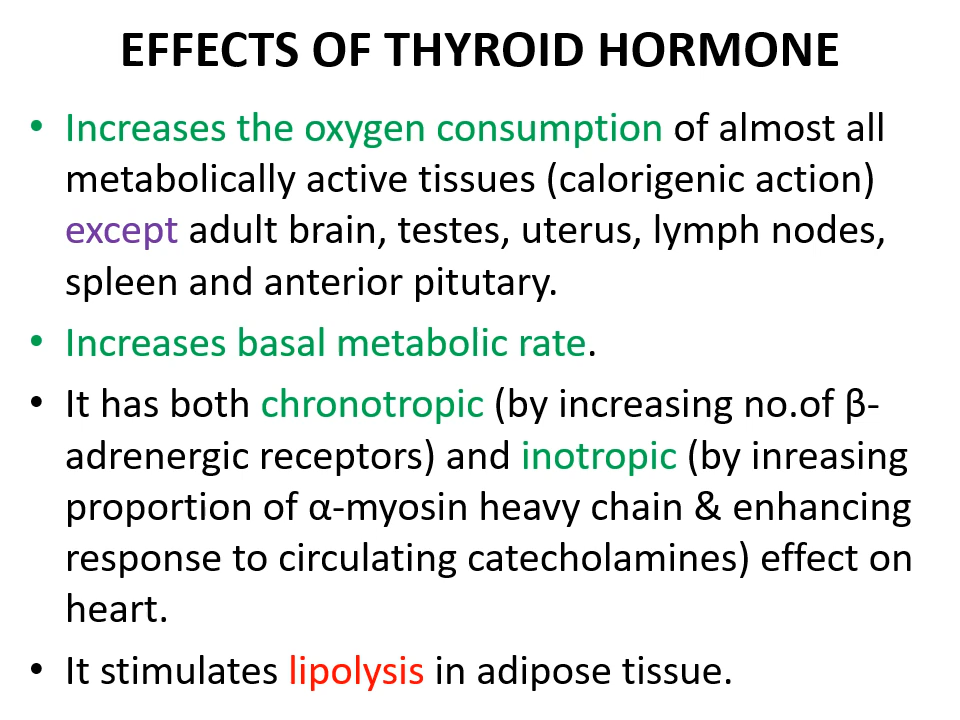 EFFECTS OF THYROID HORMONE
• Increases the oxygen consumption of almost all
metabolically active tissues (calorigenic action)
except adult brain, testes, uterus, lymph nodes,
spleen and anterior pitutary.
• Increases basal metabolic rate.
• It has both chronotropic (by increasing no.of β-
adrenergic receptors) and inotropic (by inreasing
proportion of α-myosin heavy chain & enhancing
response to circulating catecholamines) effect on
heart.
• It stimulates lipolysis in adipose tissue.